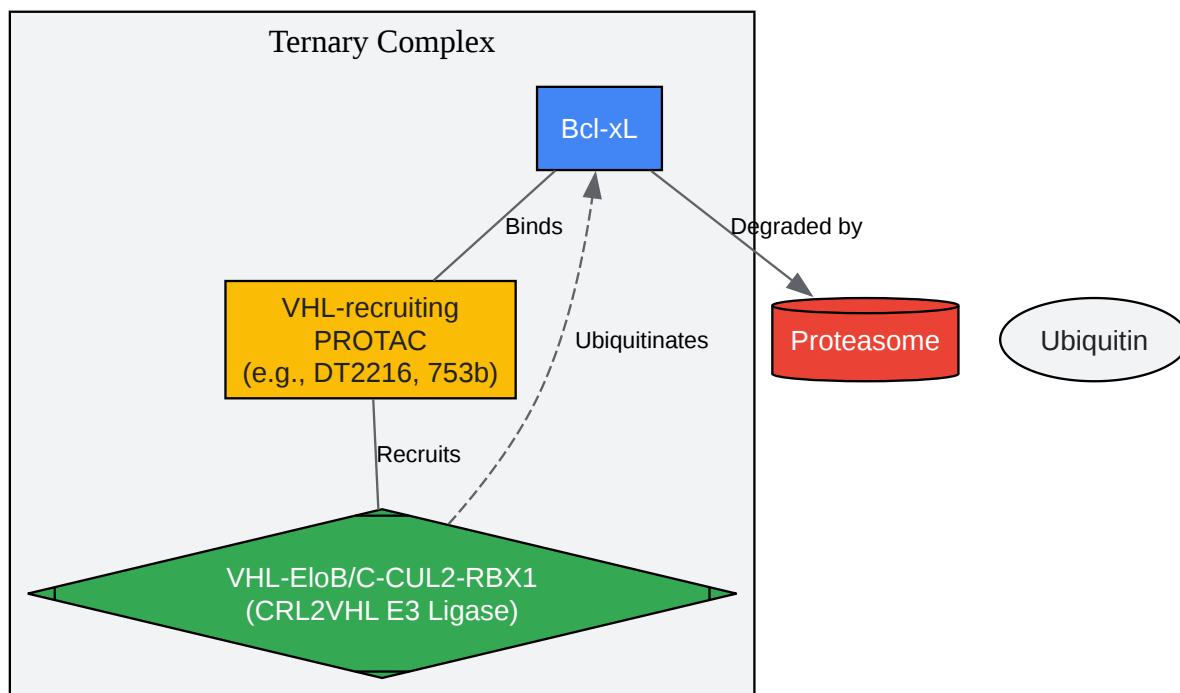 Ternary Complex
Bcl-xL
Binds
Degraded by
VHL-recruiting
PROTAC
(e.g., DT2216, 753b)
Ubiquitinates
Proteasome
Ubiquitin
Recruits
VHL-EloB/C-CUL2-RBX1
(CRL2VHL E3 Ligase)